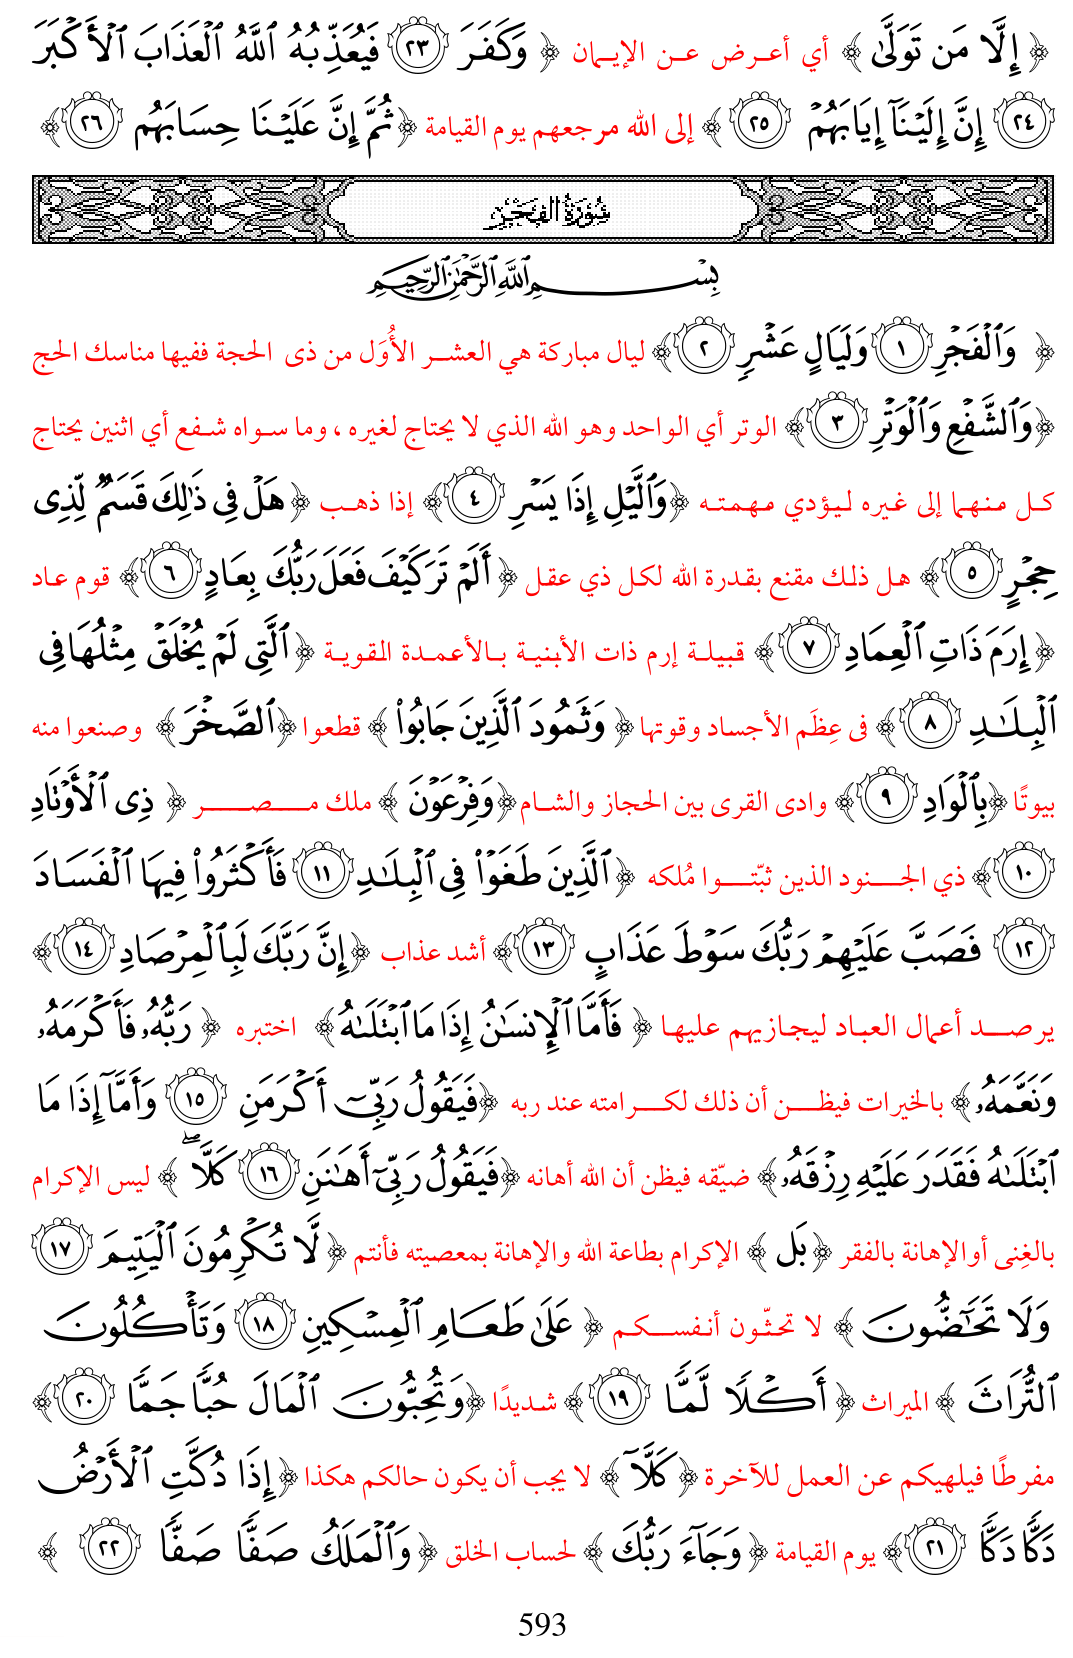 ﴿ إِلَّا مَن تَوَلَّىٰ ﴾ أي أعرض عن الإيمان ﴿ وَكَفَرَ ٢٣ فَيُعَذِّبُهُ ٱللَّهُ ٱلْعَذَابَ ٱلْأَكْبَرَ
٢٤ إِنَّ إِلَيْنَآ إِيَابَهُمْ ٢٥ ﴾ إلى الله مرجعهم يوم القيامة ﴿ثُمَّ إِنَّ عَلَيْنَا حِسَابَهُم ٢٦ ﴾
سُورَةُ الفَجْرِ
بِسْمِ ٱللَّهِ ٱلرَّحْمَٰنِ ٱلرَّحِيمِ
﴿ وَٱلْفَجْرِ ١ وَلَيَالٍ عَشْرٍ ٢ ﴾ ليال مباركة هي العشر الأُوَل من ذى الحجة ففيها مناسك الحج
﴿وَٱلشَّفْعِ وَٱلْوَتْرِ ٣ ﴾ الوتر أي الواحد وهو الله الذي لا يحتاج لغيره ، وما سواه شفع أي اثنين يحتاج
كل منهما إلى غيره ليؤدي مهمته ﴿وَٱلَّيْلِ إِذَا يَسْرِ ٤ ﴾ إذا ذهب ﴿هَلْ فِى ذَٰلِكَ قَسَمٌ لِّذِى
حِجْرٍ ٥ ﴾ هل ذلك مقنع بقدرة الله لكل ذي عقل ﴿ أَلَمْ تَرَ كَيْفَ فَعَلَ رَبُّكَ بِعَادٍ ٦ ﴾ قوم عاد
﴿ إِرَمَ ذَاتِ ٱلْعِمَادِ ٧ ﴾ قبيلة إرم ذات الأبنية بالأعمدة القوية ﴿ ٱلَّتِى لَمْ يُخْلَقْ مِثْلُهَا فِى
ٱلْبِلَـٰدِ ٨ ﴾ فى عِظَم الأجساد وقوتها ﴿ وَثَمُودَ ٱلَّذِينَ جَابُوا۟ ﴾ قطعوا ﴿ٱلصَّخْرَ ﴾ وصنعوا منه
بيوتًا ﴿بِٱلْوَادِ ٩ ﴾ وادى القرى بين الحجاز والشام ﴿وَفِرْعَوْنَ ﴾ ملك مصر ﴿ ذِى ٱلْأَوْتَادِ
١٠ ﴾ ذي الجنود الذين ثبّتوا مُلكه ﴿ ٱلَّذِينَ طَغَوْا۟ فِى ٱلْبِلَـٰدِ ١١ فَأَكْثَرُوا۟ فِيهَا ٱلْفَسَادَ
١٢ فَصَبَّ عَلَيْهِمْ رَبُّكَ سَوْطَ عَذَابٍ ١٣ ﴾ أشد عذاب ﴿ إِنَّ رَبَّكَ لَبِٱلْمِرْصَادِ ١٤ ﴾
يرصد أعمال العباد ليجازيهم عليها ﴿ فَأَمَّا ٱلْإِنسَـٰنُ إِذَا مَا ٱبْتَلَىٰهُ ﴾ اختبره ﴿ رَبُّهُۥ فَأَكْرَمَهُۥ
وَنَعَّمَهُۥ ﴾ بالخيرات فيظن أن ذلك لكرامته عند ربه ﴿فَيَقُولُ رَبِّىٓ أَكْرَمَنِ ١٥ وَأَمَّآ إِذَا مَا
ٱبْتَلَىٰهُ فَقَدَرَ عَلَيْهِ رِزْقَهُۥ ﴾ ضيّقه فيظن أن الله أهانه ﴿فَيَقُولُ رَبِّىٓ أَهَـٰنَنِ ١٦ كَلَّا ۖ ﴾ ليس الإكرام
بالغِنى أوالإهانة بالفقر ﴿بَل ﴾ الإكرام بطاعة الله والإهانة بمعصيته فأنتم ﴿ لَّا تُكْرِمُونَ ٱلْيَتِيمَ ١٧
وَلَا تَحَـٰٓضُّونَ ﴾ لا تحثّون أنفسكم ﴿ عَلَىٰ طَعَامِ ٱلْمِسْكِينِ ١٨ وَتَأْكُلُونَ
ٱلتُّرَاثَ ﴾ الميراث ﴿ أَكْلًا لَّمًّا ١٩ ﴾ شديدًا ﴿وَتُحِبُّونَ ٱلْمَالَ حُبًّا جَمًّا ٢٠ ﴾
مفرطًا فيلهيكم عن العمل للآخرة ﴿ كَلَّآ ﴾ لا يجب أن يكون حالكم هكذا ﴿ إِذَا دُكَّتِ ٱلْأَرْضُ
دَكًّا دَكًّا ٢١ ﴾ يوم القيامة ﴿ وَجَآءَ رَبُّكَ ﴾ لحساب الخلق ﴿ وَٱلْمَلَكُ صَفًّا صَفًّا ٢٢ ﴾
593